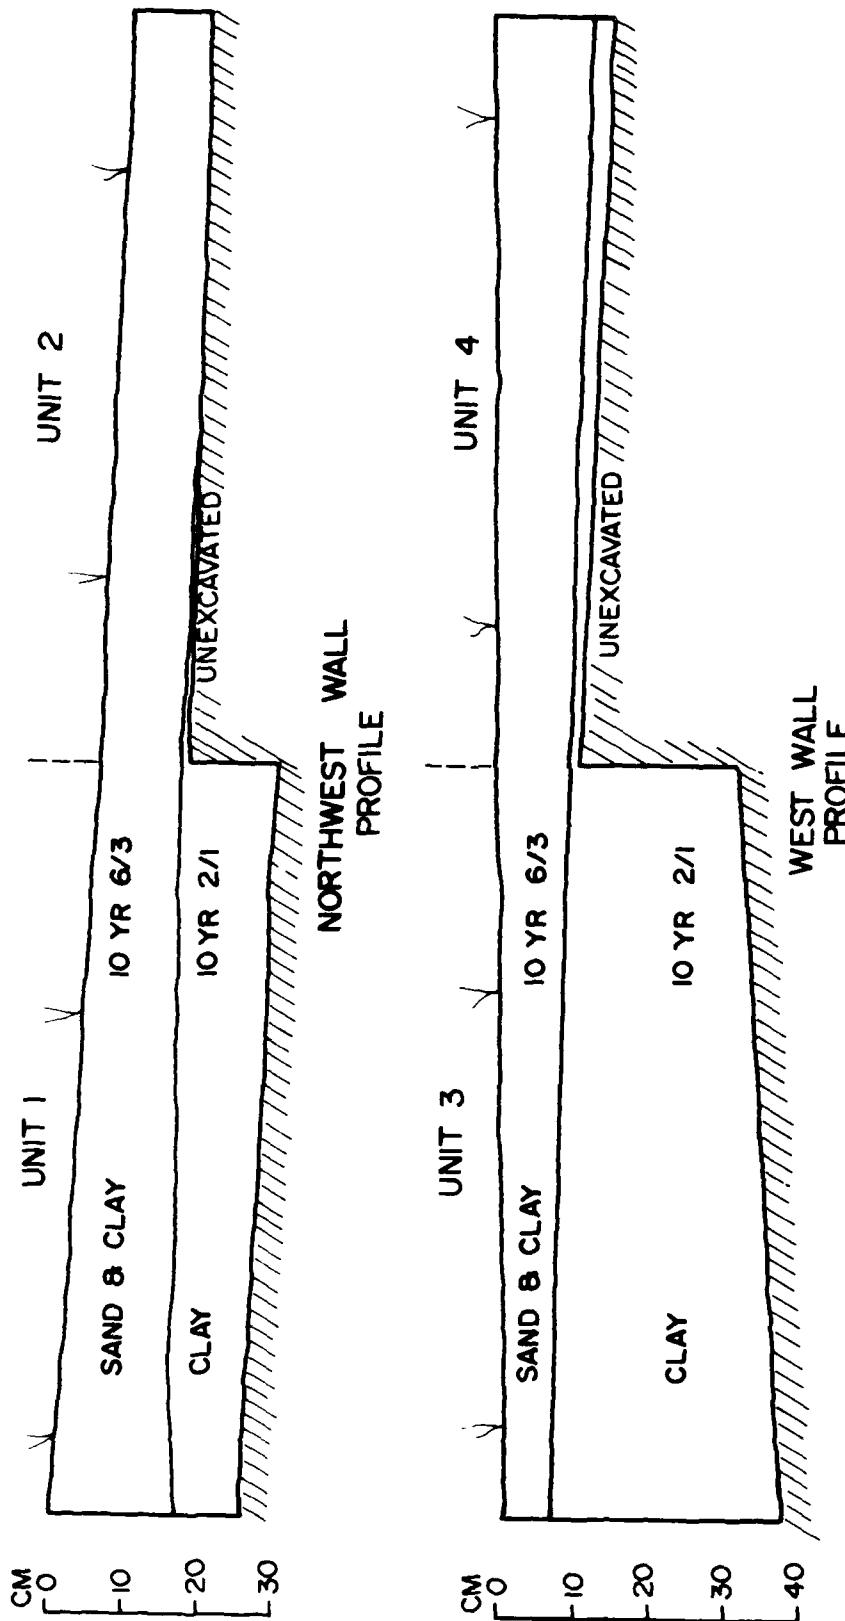 UNIT 1
UNIT 2
SAND & CLAY
10 YR 6/3
CLAY
10 YR 2/1
UNEXCAVATED
CM
0
10
20
30
NORTHWEST WALL
PROFILE
UNIT 3
UNIT 4
SAND & CLAY
10 YR 6/3
CLAY
10 YR 2/1
UNEXCAVATED
CM
0
10
20
30
40
WEST WALL
PROFILE